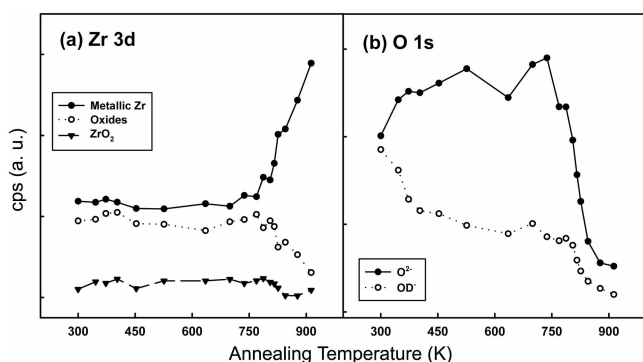 (a) Zr 3d
(b) O 1s
Metallic Zr
Oxides
ZrO₂
O²⁻
OD⁻
cps (a. u.)
300 450 600 750 900
300 450 600 750 900
Annealing Temperature (K)